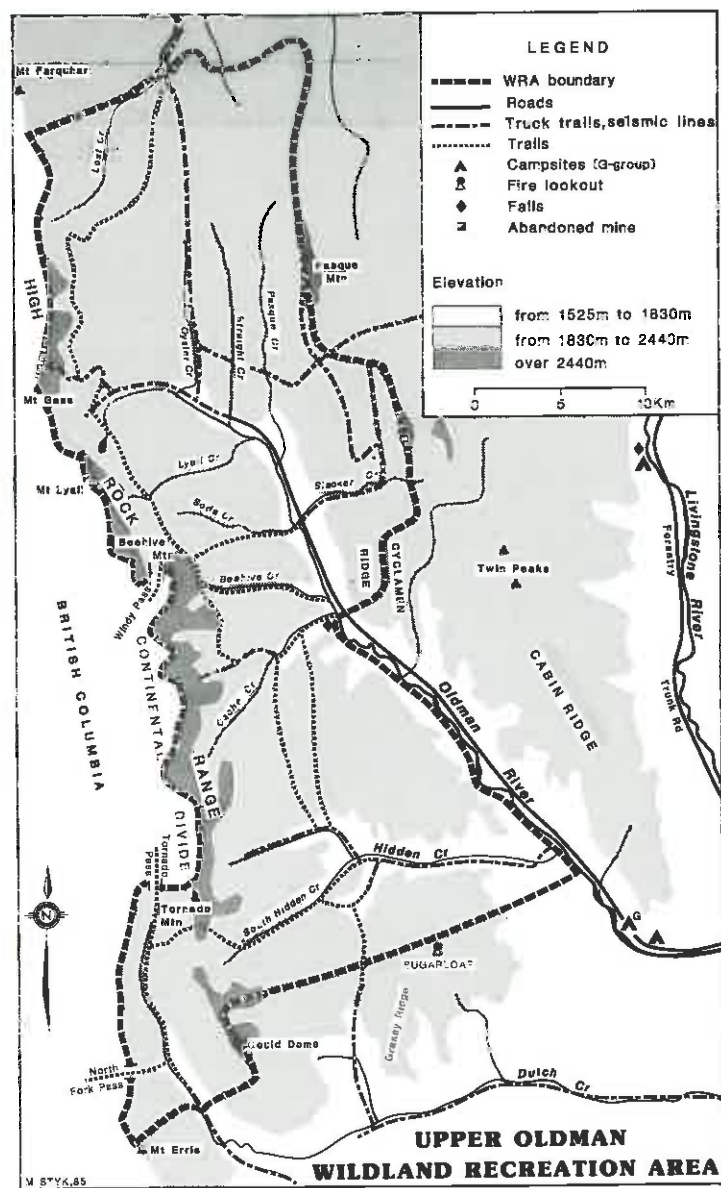 LEGEND
WRA boundary
Roads
Truck trails, seismic lines
Trails
Campsites (G-group)
Fire lookout
Falls
Abandoned mine
Elevation
from 1525m to 1830m
from 1830m to 2440m
over 2440m
0 5 10Km
Mt Farquhar
Lost Cr
Pasque
Mtn
HIGH
Oyster Cr
Straight Cr
Pasque Cr
Mt Gass
Lyall Cr
Mt Lyall
ROCK
Soda Cr
Slacker Cr
Beehive
Mtn
Windy Pass
Beehive Cr
RIDGE
CYCLAMEN
Twin Peaks
Livingstone
River
Forestry
Trunk Rd
BRITISH COLUMBIA
CONTINENTAL
DIVIDE
RANGE
Cache Cr
Oldman
River
CABIN RIDGE
Tornado
Pass
Hidden Cr
Tornado
Mtn
South Hidden Cr
N
G
SUGARLOAF
Grassy Ridge
Gould Dome
North
Fork Pass
Dutch
Cr
Mt Erris
UPPER OLDMAN
WILDLAND RECREATION AREA
M STYK,85